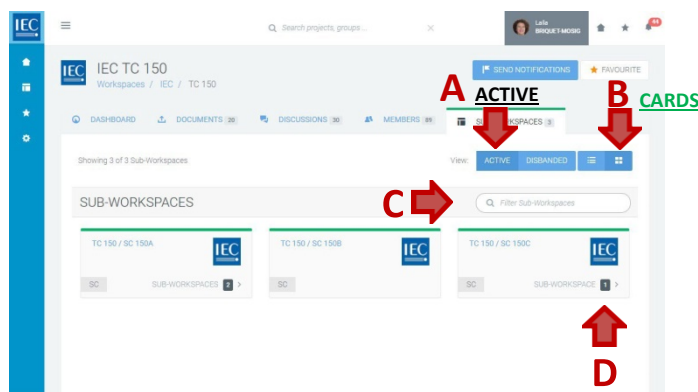 IEC
Search projects, groups ...
Laila
BRIQUET-MOSIG
44
IEC
IEC TC 150
Workspaces / IEC / TC 150
SEND NOTIFICATIONS
FAVOURITE
A ACTIVE
B CARDS
DASHBOARD
DOCUMENTS 20
DISCUSSIONS 20
MEMBERS
SUB-WORKSPACES 3
Showing 3 of 3 Sub-Workspaces
View:
ACTIVE
DISBANDED
C
SUB-WORKSPACES
Filter Sub-Workspaces
TC 150 / SC 150A
IEC
SC
SUB-WORKSPACES 2 >
TC 150 / SC 150B
IEC
SC
TC 150 / SC 150C
IEC
SC
SUB-WORKSPACE 1 >
D